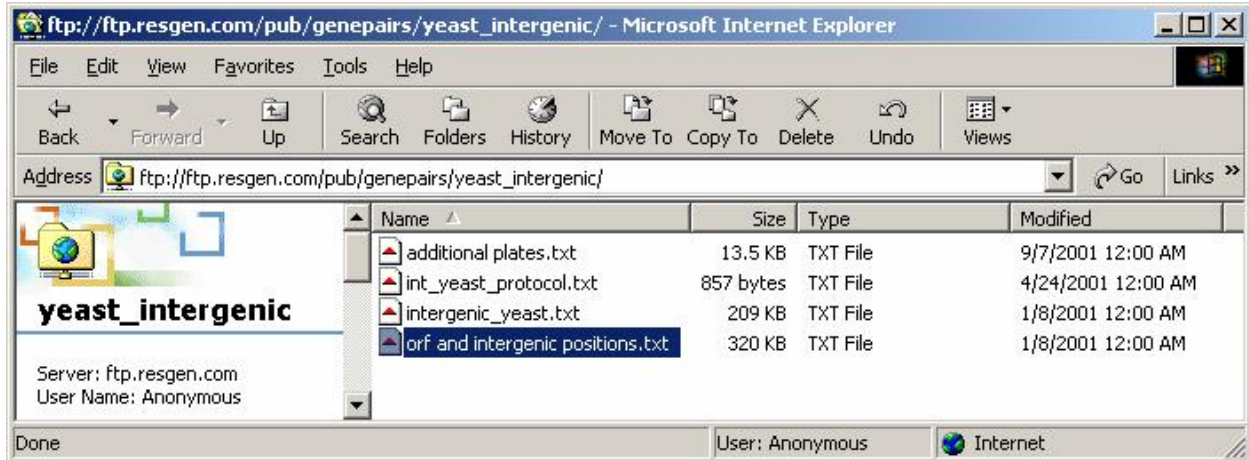 ftp://ftp.resgen.com/pub/genepairs/yeast_intergenic/ - Microsoft Internet Explorer
File Edit View Favorites Tools Help
Back Forward Up Search Folders History Move To Copy To Delete Undo Views
Address ftp://ftp.resgen.com/pub/genepairs/yeast_intergenic/ Go Links »
Name Size Type Modified
additional plates.txt 13.5 KB TXT File 9/7/2001 12:00 AM
int_yeast_protocol.txt 857 bytes TXT File 4/24/2001 12:00 AM
intergenic_yeast.txt 209 KB TXT File 1/8/2001 12:00 AM
orf and intergenic positions.txt 320 KB TXT File 1/8/2001 12:00 AM
yeast_intergenic
Server: ftp.resgen.com
User Name: Anonymous
Done User: Anonymous Internet